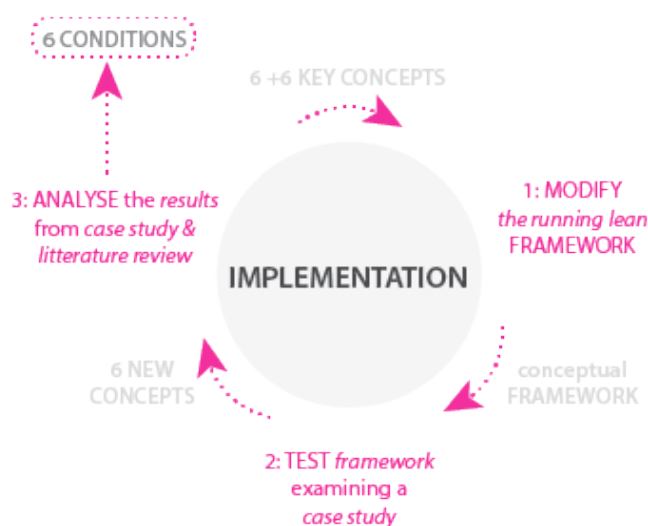 6 CONDITIONS
6 +6 KEY CONCEPTS
1: MODIFY
the running lean
FRAMEWORK
3: ANALYSE the results
from case study &
litterature review
IMPLEMENTATION
conceptual
FRAMEWORK
6 NEW
CONCEPTS
2: TEST framework
examining a
case study